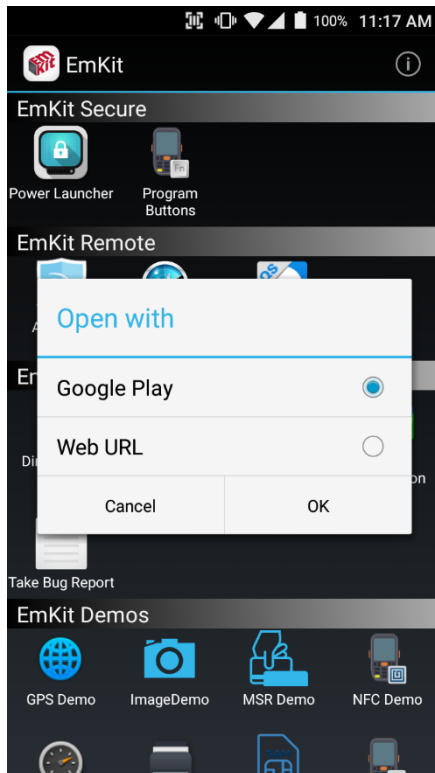 100% 11:17 AM
EmKit
EmKit Secure
Power Launcher
Program
Buttons
Fn
EmKit Remote
Open with
Google Play
Web URL
Cancel
OK
Take Bug Report
EmKit Demos
GPS Demo
ImageDemo
MSR Demo
NFC Demo